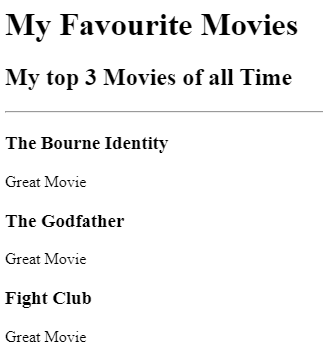 My Favourite Movies
My top 3 Movies of all Time
The Bourne Identity
Great Movie
The Godfather
Great Movie
Fight Club
Great Movie